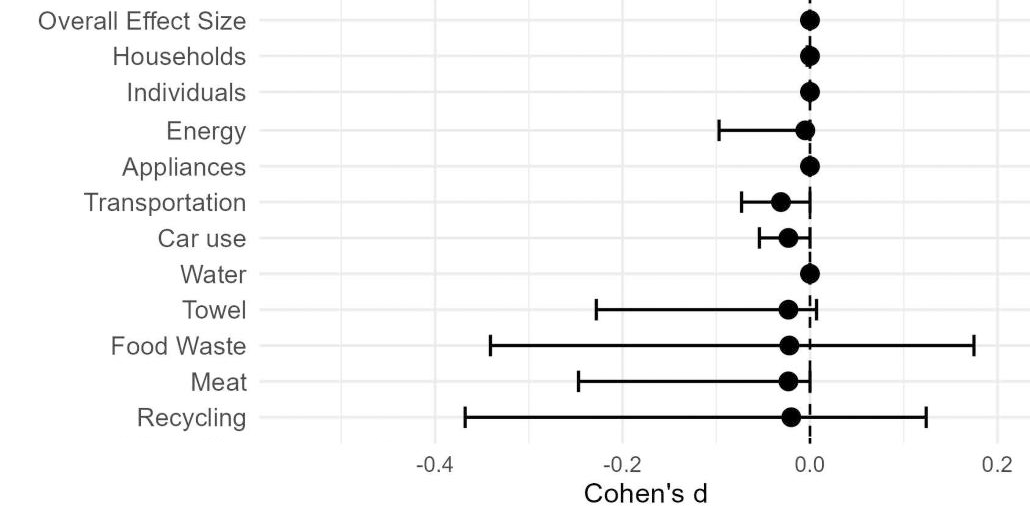 Overall Effect Size
Households
Individuals
Energy
Appliances
Transportation
Car use
Water
Towel
Food Waste
Meat
Recycling
-0.4 -0.2 0.0 0.2
Cohen's d